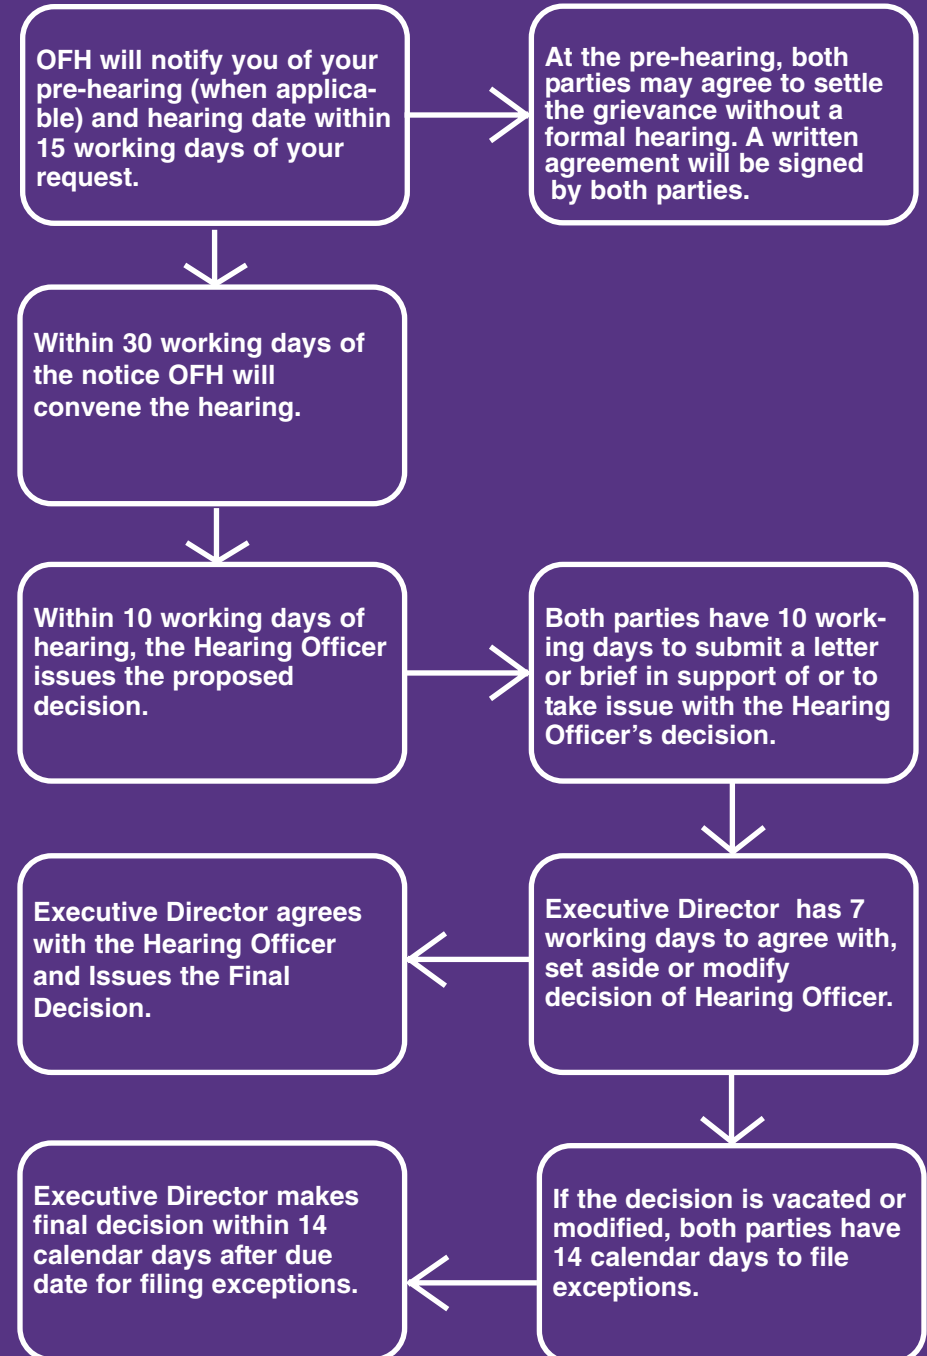 OFH will notify you of your
pre-hearing (when applica-
ble) and hearing date within
15 working days of your
request.
At the pre-hearing, both
parties may agree to settle
the grievance without a
formal hearing. A written
agreement will be signed
by both parties.
Within 30 working days of
the notice OFH will
convene the hearing.
Within 10 working days of
hearing, the Hearing Officer
issues the proposed
decision.
Both parties have 10 work-
ing days to submit a letter
or brief in support of or to
take issue with the Hearing
Officer’s decision.
Executive Director  has 7
working days to agree with,
set aside or modify
decision of Hearing Officer.
Executive Director agrees
with the Hearing Officer
and Issues the Final
Decision.
If the decision is vacated or
modified, both parties have
14 calendar days to file
exceptions.
Executive Director makes
final decision within 14
calendar days after due
date for filing exceptions.